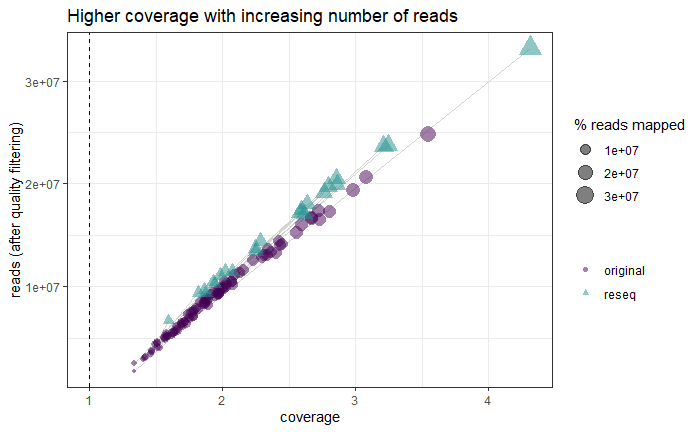 Higher coverage with increasing number of reads
reads (after quality filtering)
3e+07
2e+07
1e+07
1
2
3
4
coverage
% reads mapped
1e+07
2e+07
3e+07
original
reseq